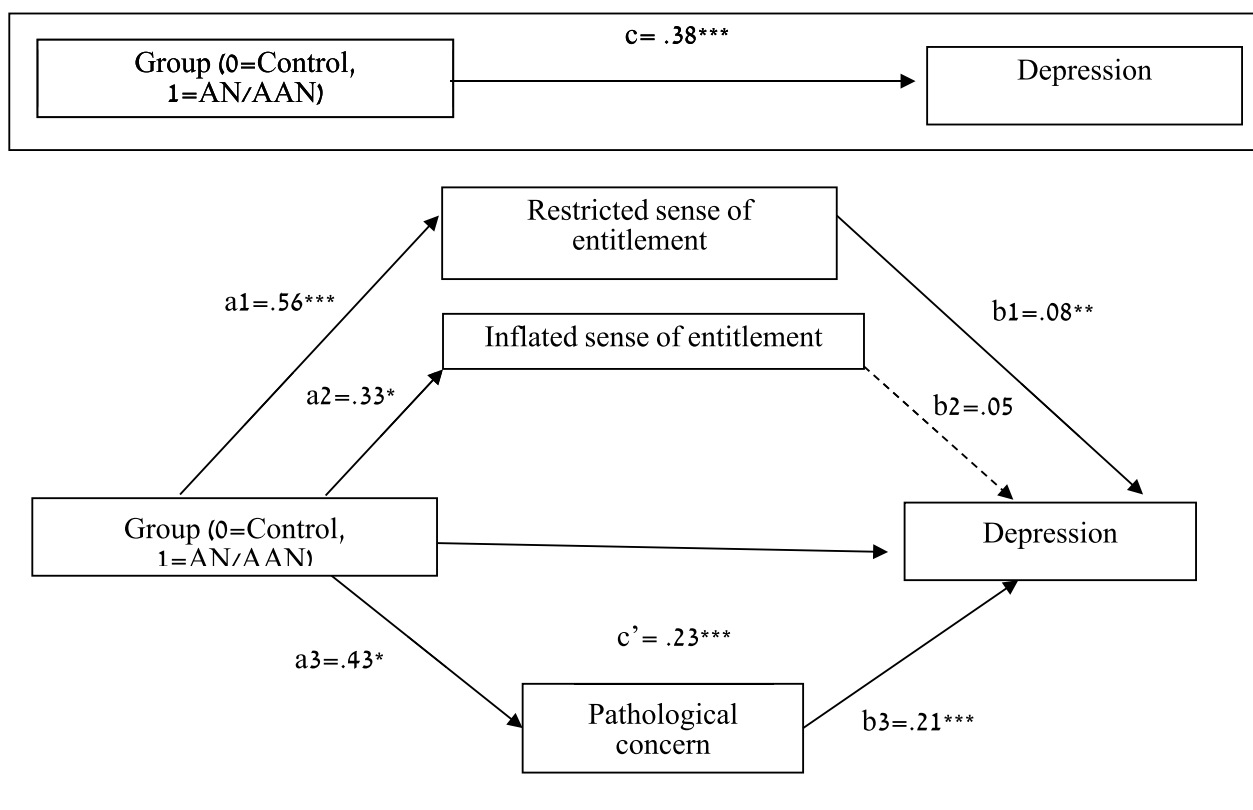 c= .38***
Group (0=Control,
1=AN/AAN)
Depression
Restricted sense of
entitlement
a1=.56***
b1=.08**
Inflated sense of entitlement
a2=.33*
b2=.05
Group (0=Control,
1=AN/AAN)
Depression
c’= .23***
a3=.43*
Pathological
concern
b3=.21***